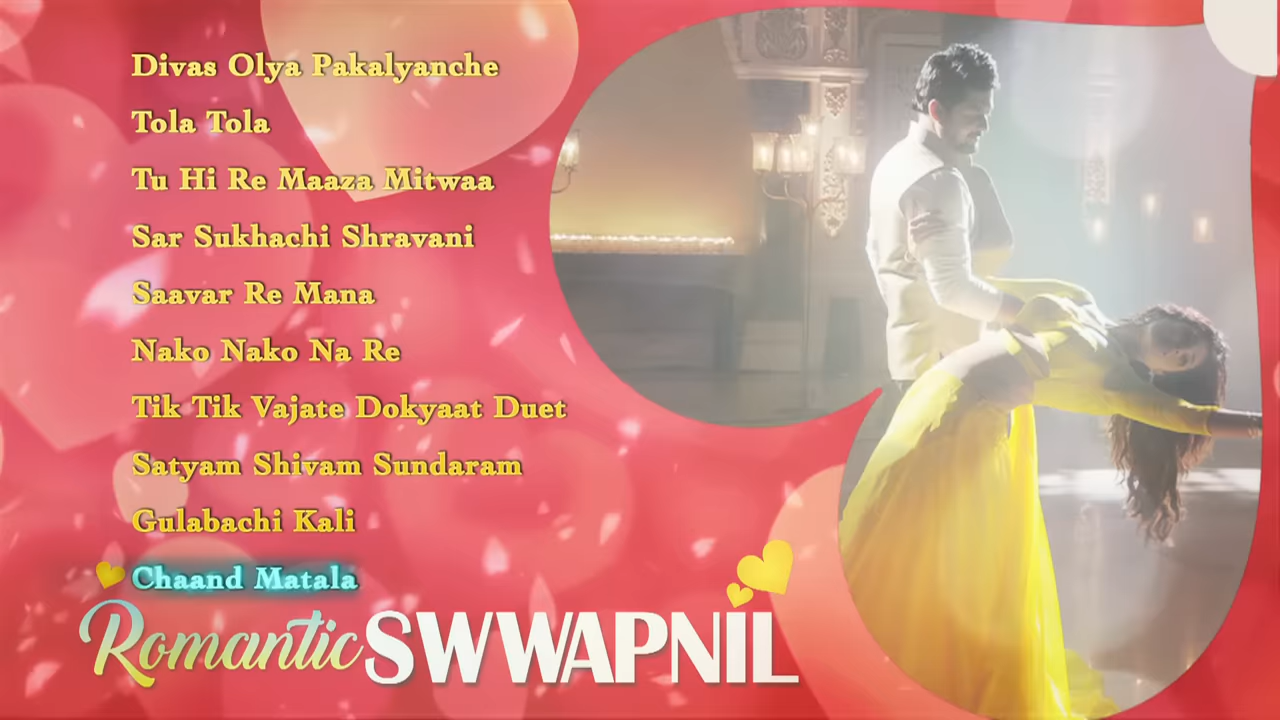 Divas Olya Pakalyanche
Tola Tola
Tu Hi Re Maaza Mitwaa
Sar Sukhachi Shravani
Saavar Re Mana
Nako Nako Na Re
Tik Tik Vajate Dokyaat Duet
Satyam Shivam Sundaram
Gulabachi Kali
Chaand Matala
Romantic SWWAPNIL